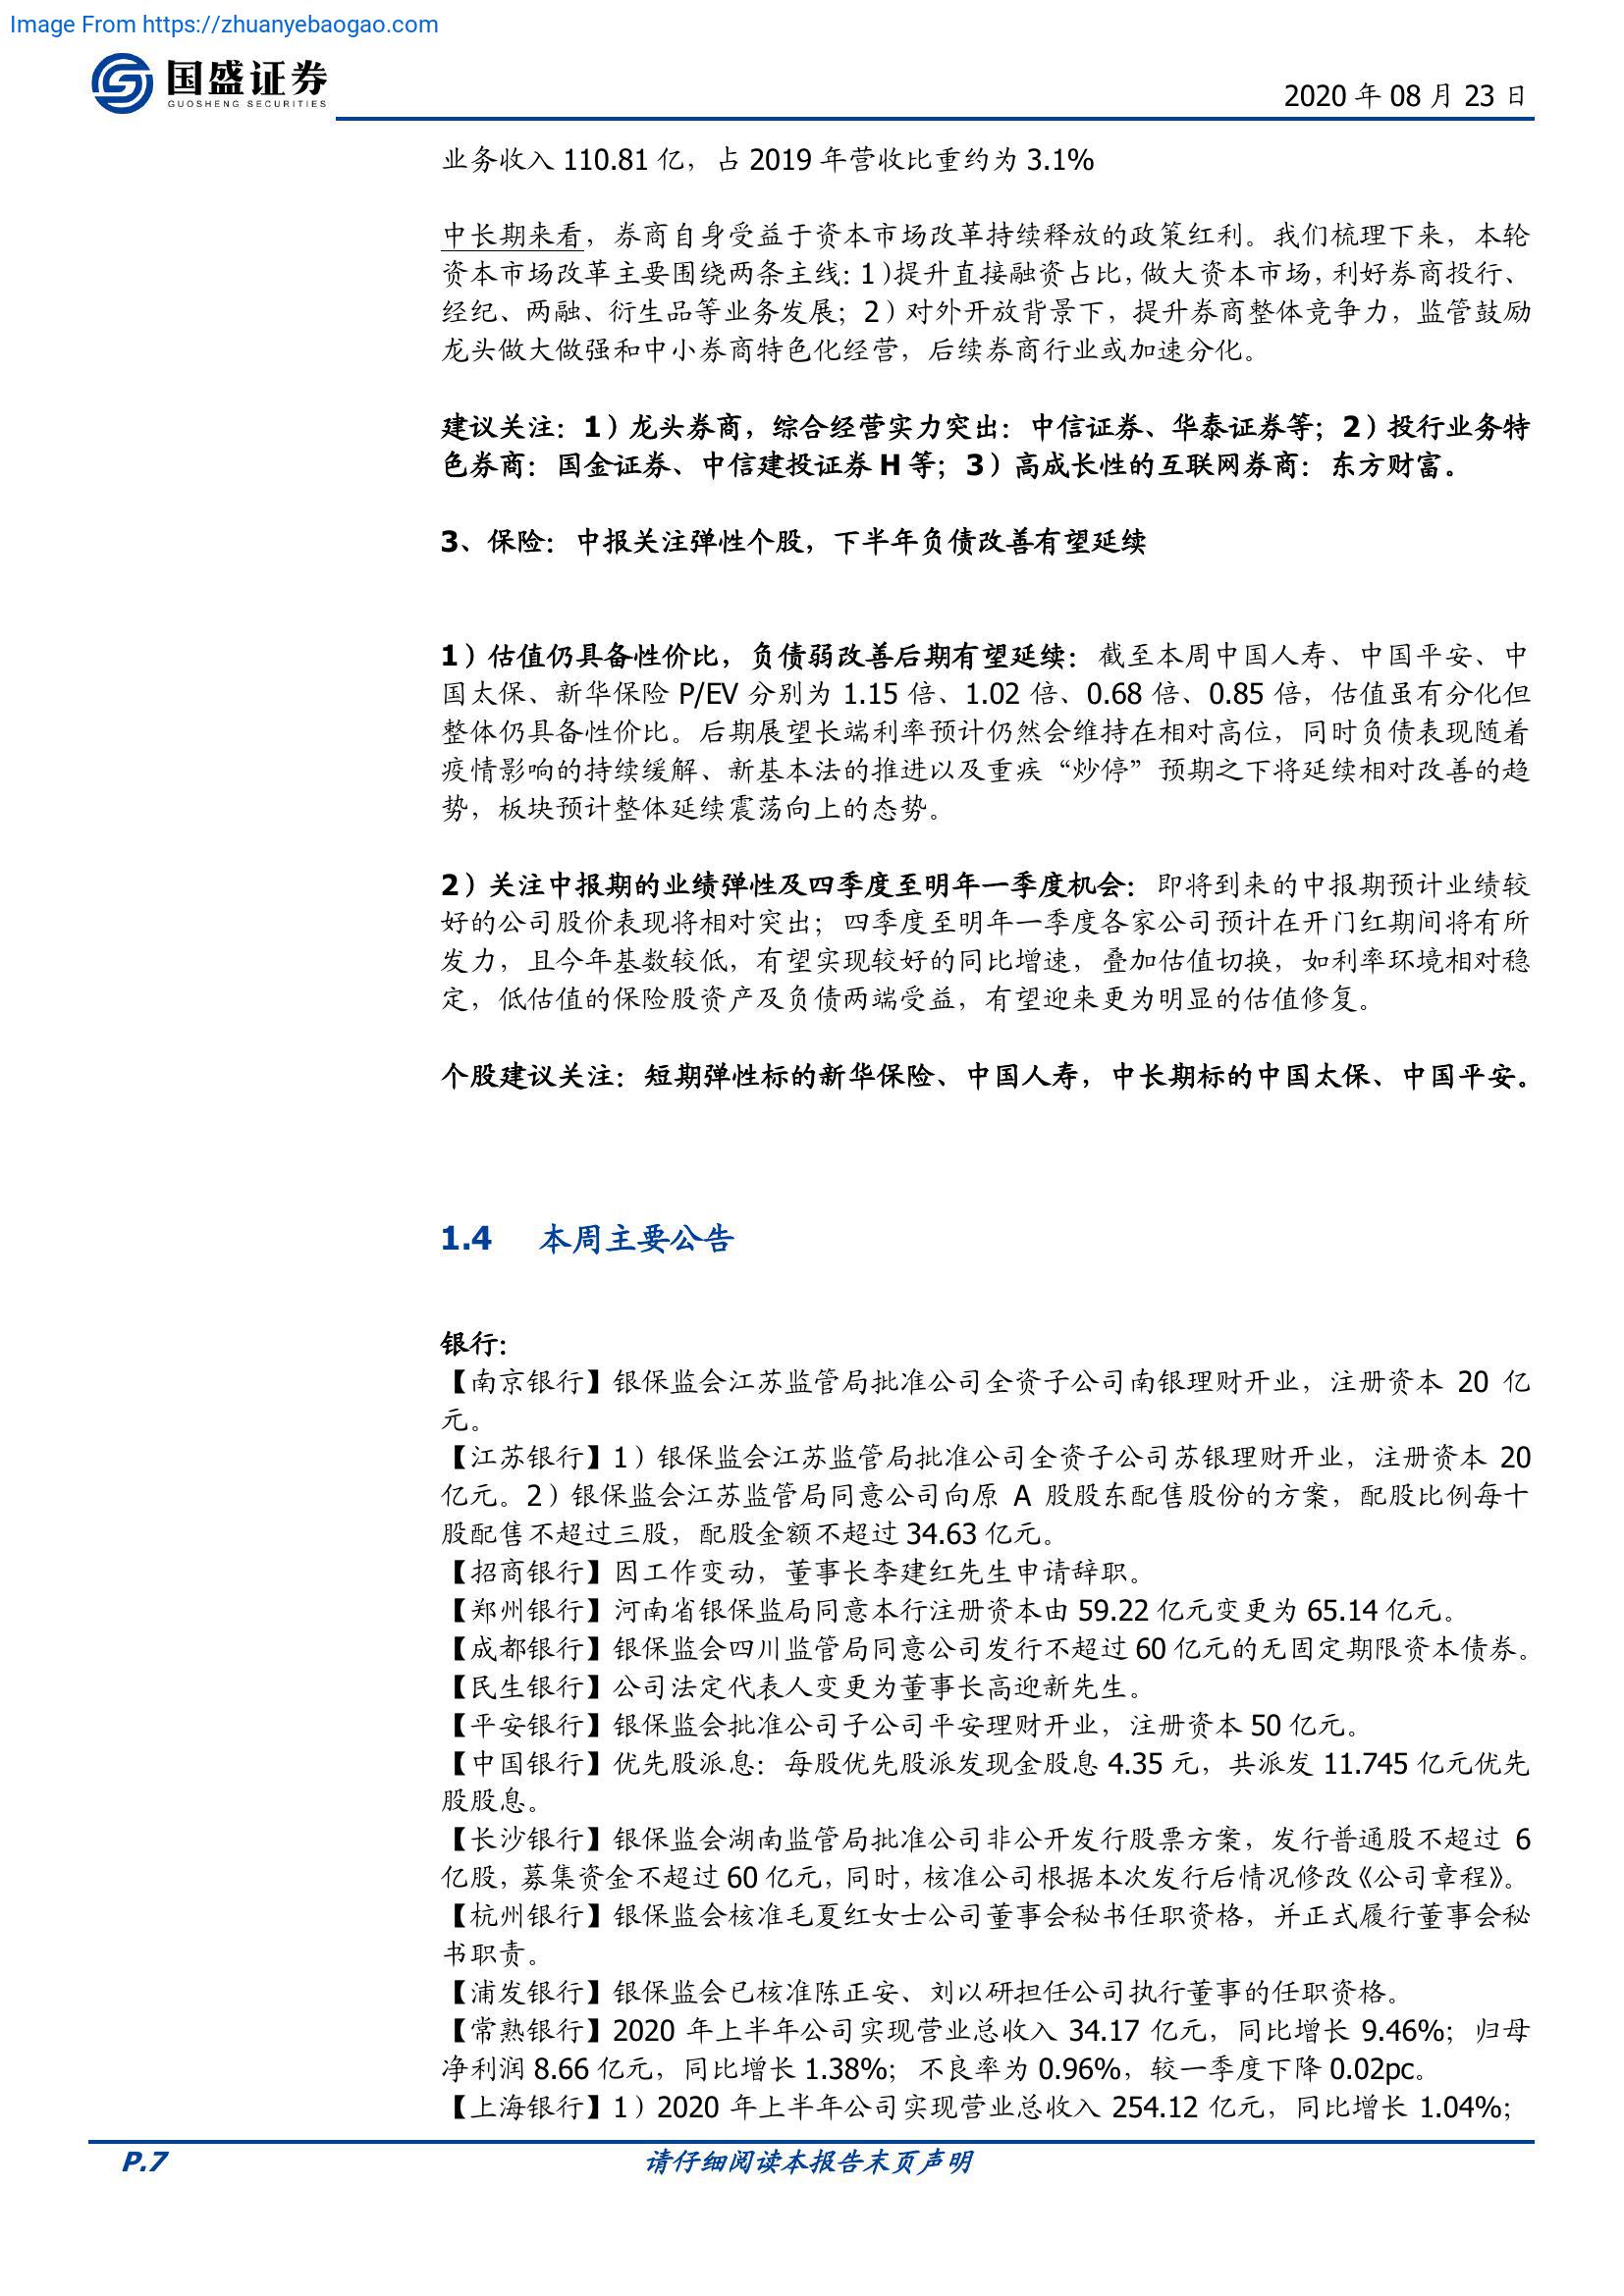 Image From https://zhuanyebaogao.com
国盛证券
GUOSHENG SECURITIES
2020 年 08 月 23 日
业务收入 110.81 亿，占 2019 年营收比重约为 3.1%
中长期来看，券商自身受益于资本市场改革持续释放的政策红利。我们梳理下来，本轮
资本市场改革主要围绕两条主线：1）提升直接融资占比，做大资本市场，利好券商投行、
经纪、两融、衍生品等业务发展；2）对外开放背景下，提升券商整体竞争力，监管鼓励
龙头做大做强和中小券商特色化经营，后续券商行业或加速分化。
建议关注：1）龙头券商，综合经营实力突出：中信证券、华泰证券等；2）投行业务特
色券商：国金证券、中信建投证券 H 等；3）高成长性的互联网券商：东方财富。
3、保险：中报关注弹性个股，下半年负债改善有望延续
1）估值仍具备性价比，负债弱改善后期有望延续：截至本周中国人寿、中国平安、中
国太保、新华保险 P/EV 分别为 1.15 倍、1.02 倍、0.68 倍、0.85 倍，估值虽有分化但
整体仍具备性价比。后期展望长端利率预计仍然会维持在相对高位，同时负债表现随着
疫情影响的持续缓解、新基本法的推进以及重疾“炒停”预期之下将延续相对改善的趋
势，板块预计整体延续震荡向上的态势。
2）关注中报期的业绩弹性及四季度至明年一季度机会：即将到来的中报期预计业绩较
好的公司股价表现将相对突出；四季度至明年一季度各家公司预计在开门红期间将有所
发力，且今年基数较低，有望实现较好的同比增速，叠加估值切换，如利率环境相对稳
定，低估值的保险股资产及负债两端受益，有望迎来更为明显的估值修复。
个股建议关注：短期弹性标的新华保险、中国人寿，中长期标的中国太保、中国平安。
1.4 本周主要公告
银行：
【南京银行】银保监会江苏监管局批准公司全资子公司南银理财开业，注册资本 20 亿
元。
【江苏银行】1）银保监会江苏监管局批准公司全资子公司苏银理财开业，注册资本 20
亿元。2）银保监会江苏监管局同意公司向原 A 股股东配售股份的方案，配股比例每十
股配售不超过三股，配股金额不超过 34.63 亿元。
【招商银行】因工作变动，董事长李建红先生申请辞职。
【郑州银行】河南省银保监局同意本行注册资本由 59.22 亿元变更为 65.14 亿元。
【成都银行】银保监会四川监管局同意公司发行不超过 60 亿元的无固定期限资本债券。
【民生银行】公司法定代表人变更为董事长高迎新先生。
【平安银行】银保监会批准公司子公司平安理财开业，注册资本 50 亿元。
【中国银行】优先股派息：每股优先股派发现金股息 4.35 元，共派发 11.745 亿元优先
股股息。
【长沙银行】银保监会湖南监管局批准公司非公开发行股票方案，发行普通股不超过 6
亿股，募集资金不超过 60 亿元，同时，核准公司根据本次发行后情况修改《公司章程》。
【杭州银行】银保监会核准毛夏红女士公司董事会秘书任职资格，并正式履行董事会秘
书职责。
【浦发银行】银保监会已核准陈正安、刘以研担任公司执行董事的任职资格。
【常熟银行】2020 年上半年公司实现营业总收入 34.17 亿元，同比增长 9.46%；归母
净利润 8.66 亿元，同比增长 1.38%；不良率为 0.96%，较一季度下降 0.02pc。
【上海银行】1）2020 年上半年公司实现营业总收入 254.12 亿元，同比增长 1.04%；
P.7
请仔细阅读本报告末页声明